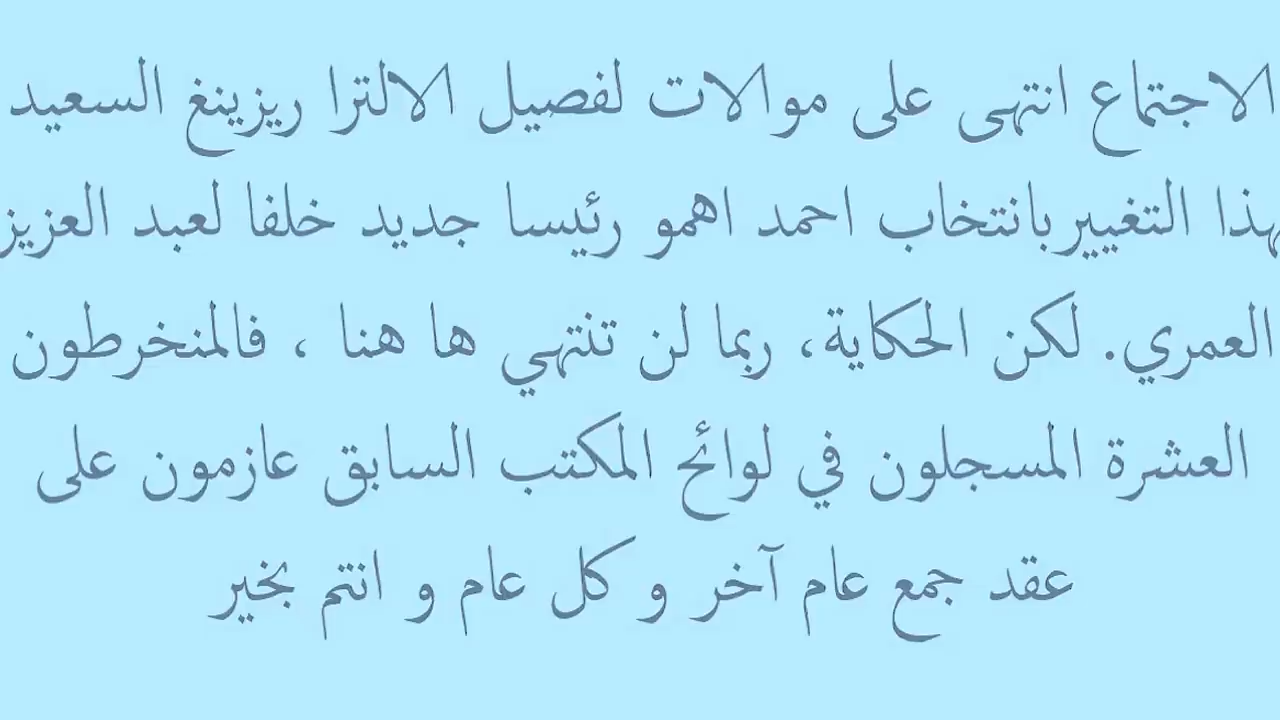 الاجتماع انتهى على موالات لفصيل الالترا ريزينغ السعيد
بهذا التغيير بانتخاب احمد اهمو رئيسا جديد خلفا لعبد العزيز
العمري. لكن الحكاية، ربما لن تنتهي ها هنا ، فالمنخرطون
العشرة المسجلون في لوائح المكتب السابق عازمون على
عقد جمع عام آخر و كل عام و انتم بخير